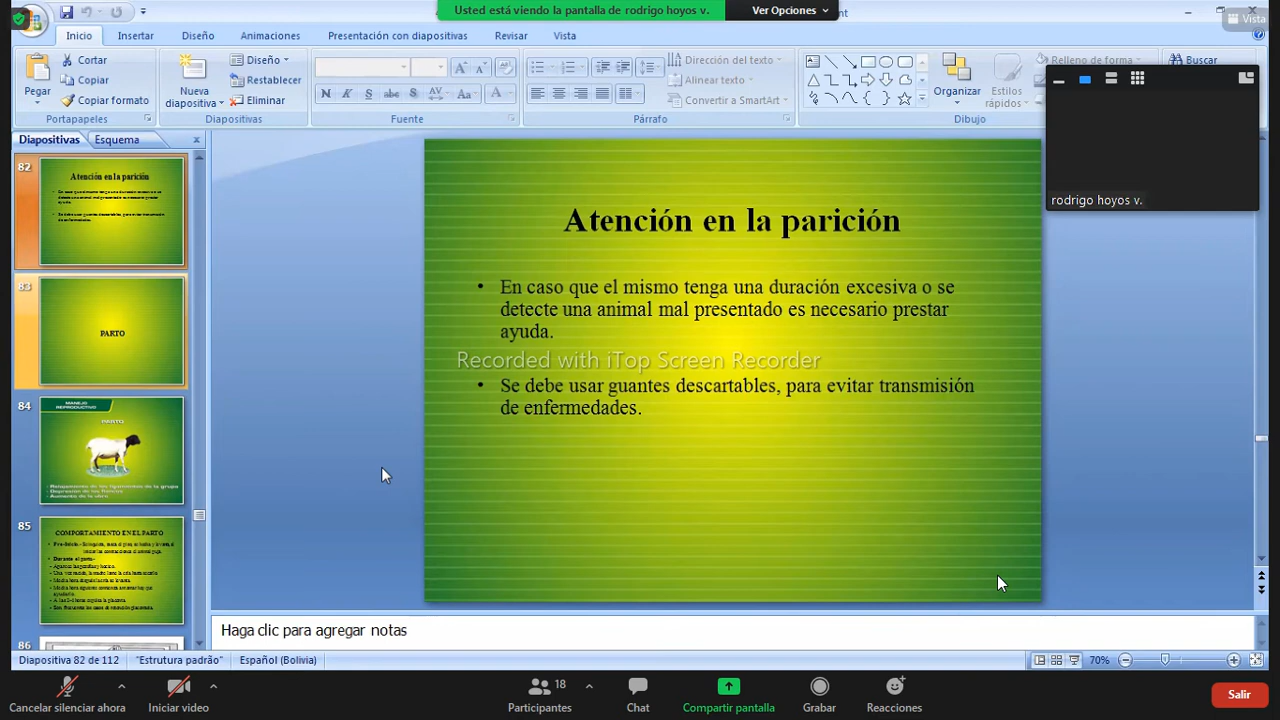 Usted está viendo la pantalla de rodrigo hoyos v.
Ver Opciones
Vista
Inicio
Insertar
Diseño
Animaciones
Presentación con diapositivas
Revisar
Vista
Pegar
Cortar
Copiar
Copiar formato
Portapapeles
Nueva
diapositiva
Diseño
Restablecer
Eliminar
Diapositivas
Fuente
Dirección del texto
Alinear texto
Convertir a SmartArt
Párrafo
Organizar
Estilos
rápidos
Relleno de forma
Dibujo
Buscar
rodrigo hoyos v.
Diapositivas
Esquema
82
Atención en la parición
83
PARTO
84
MANEJO
REPRODUCTIVO
PARTO
85
COMPORTAMIENTO EN EL PARTO
86
Atención en la parición
• En caso que el mismo tenga una duración excesiva o se
detecte una animal mal presentado es necesario prestar
ayuda.
Recorded with iTop Screen Recorder
• Se debe usar guantes descartables, para evitar transmisión
de enfermedades.
Haga clic para agregar notas
Diapositiva 82 de 112
"Estrutura padrão"
Español (Bolivia)
70%
Cancelar silenciar ahora
Iniciar video
18
Participantes
Chat
Compartir pantalla
Grabar
Reacciones
Salir